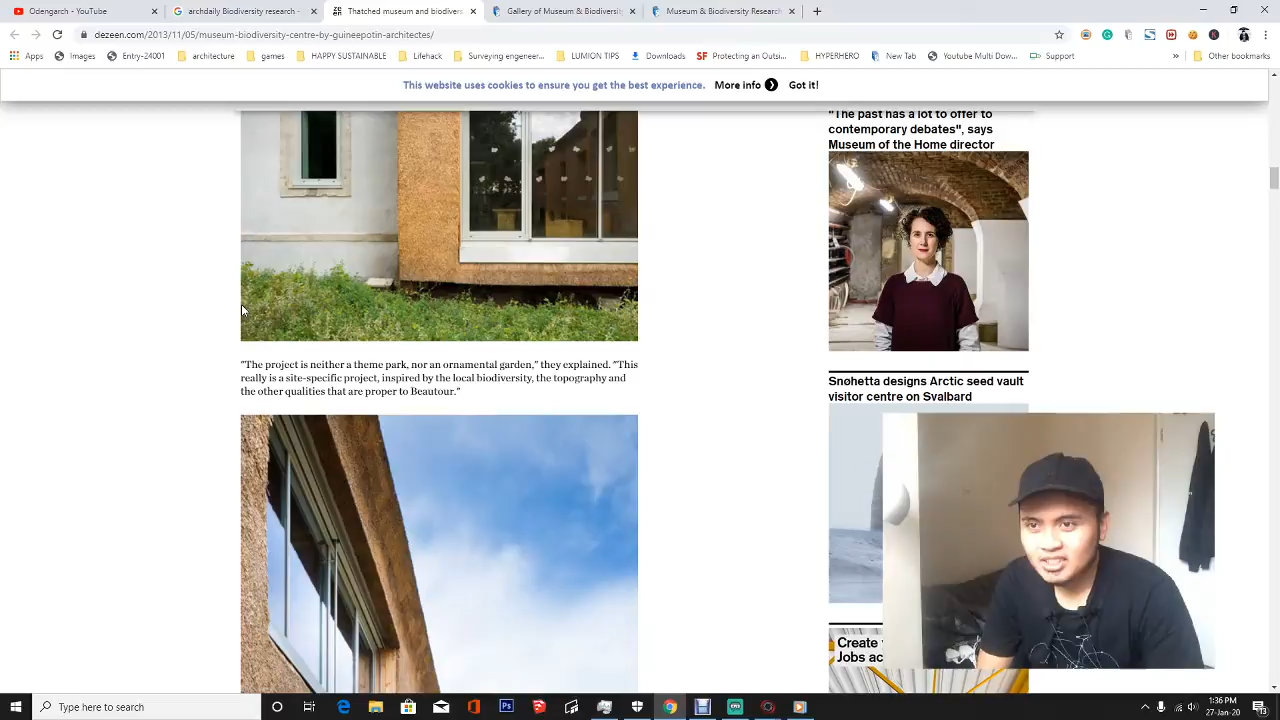 Odengarch - YouTube
archdaily biodiversity research -
Thatched museum and biodivers
Gallery of Museum & Biodiversity
Museum & Biodiversity Research
dezeen.com/2013/11/05/museum-biodiversity-centre-by-guineepotin-architectes/
Apps Images Entry-24001 architecture games HAPPY SUSTAINABLE Lifehack Surveying engineer... LUMION TIPS Downloads SF Protecting an Outsi... HYPERHERO New Tab Youtube Multi Dow... Support » Other bookmarks
This website uses cookies to ensure you get the best experience. More info Got it!
"The past has a lot to offer to
contemporary debates", says
Museum of the Home director
"The project is neither a theme park, nor an ornamental garden," they explained. "This
really is a site-specific project, inspired by the local biodiversity, the topography and
the other qualities that are proper to Beautour."
Snøhetta designs Arctic seed vault
visitor centre on Svalbard
Create
Jobs ac
Type here to search
1:36 PM
27-Jan-20